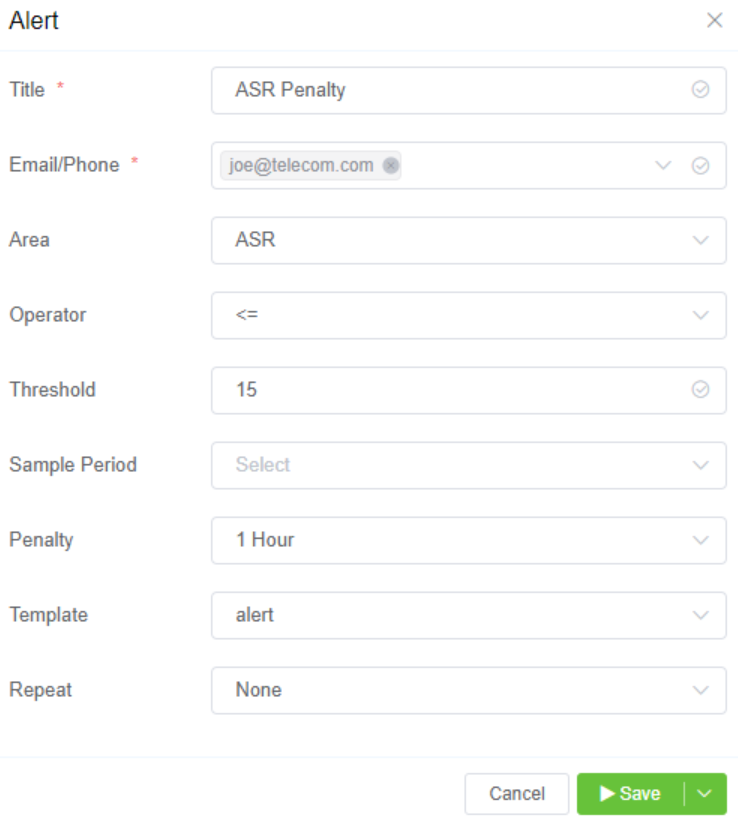 Alert
Title * ASR Penalty
Email/Phone * joe@telecom.com
Area ASR
Operator <=
Threshold 15
Sample Period Select
Penalty 1 Hour
Template alert
Repeat None
Cancel Save